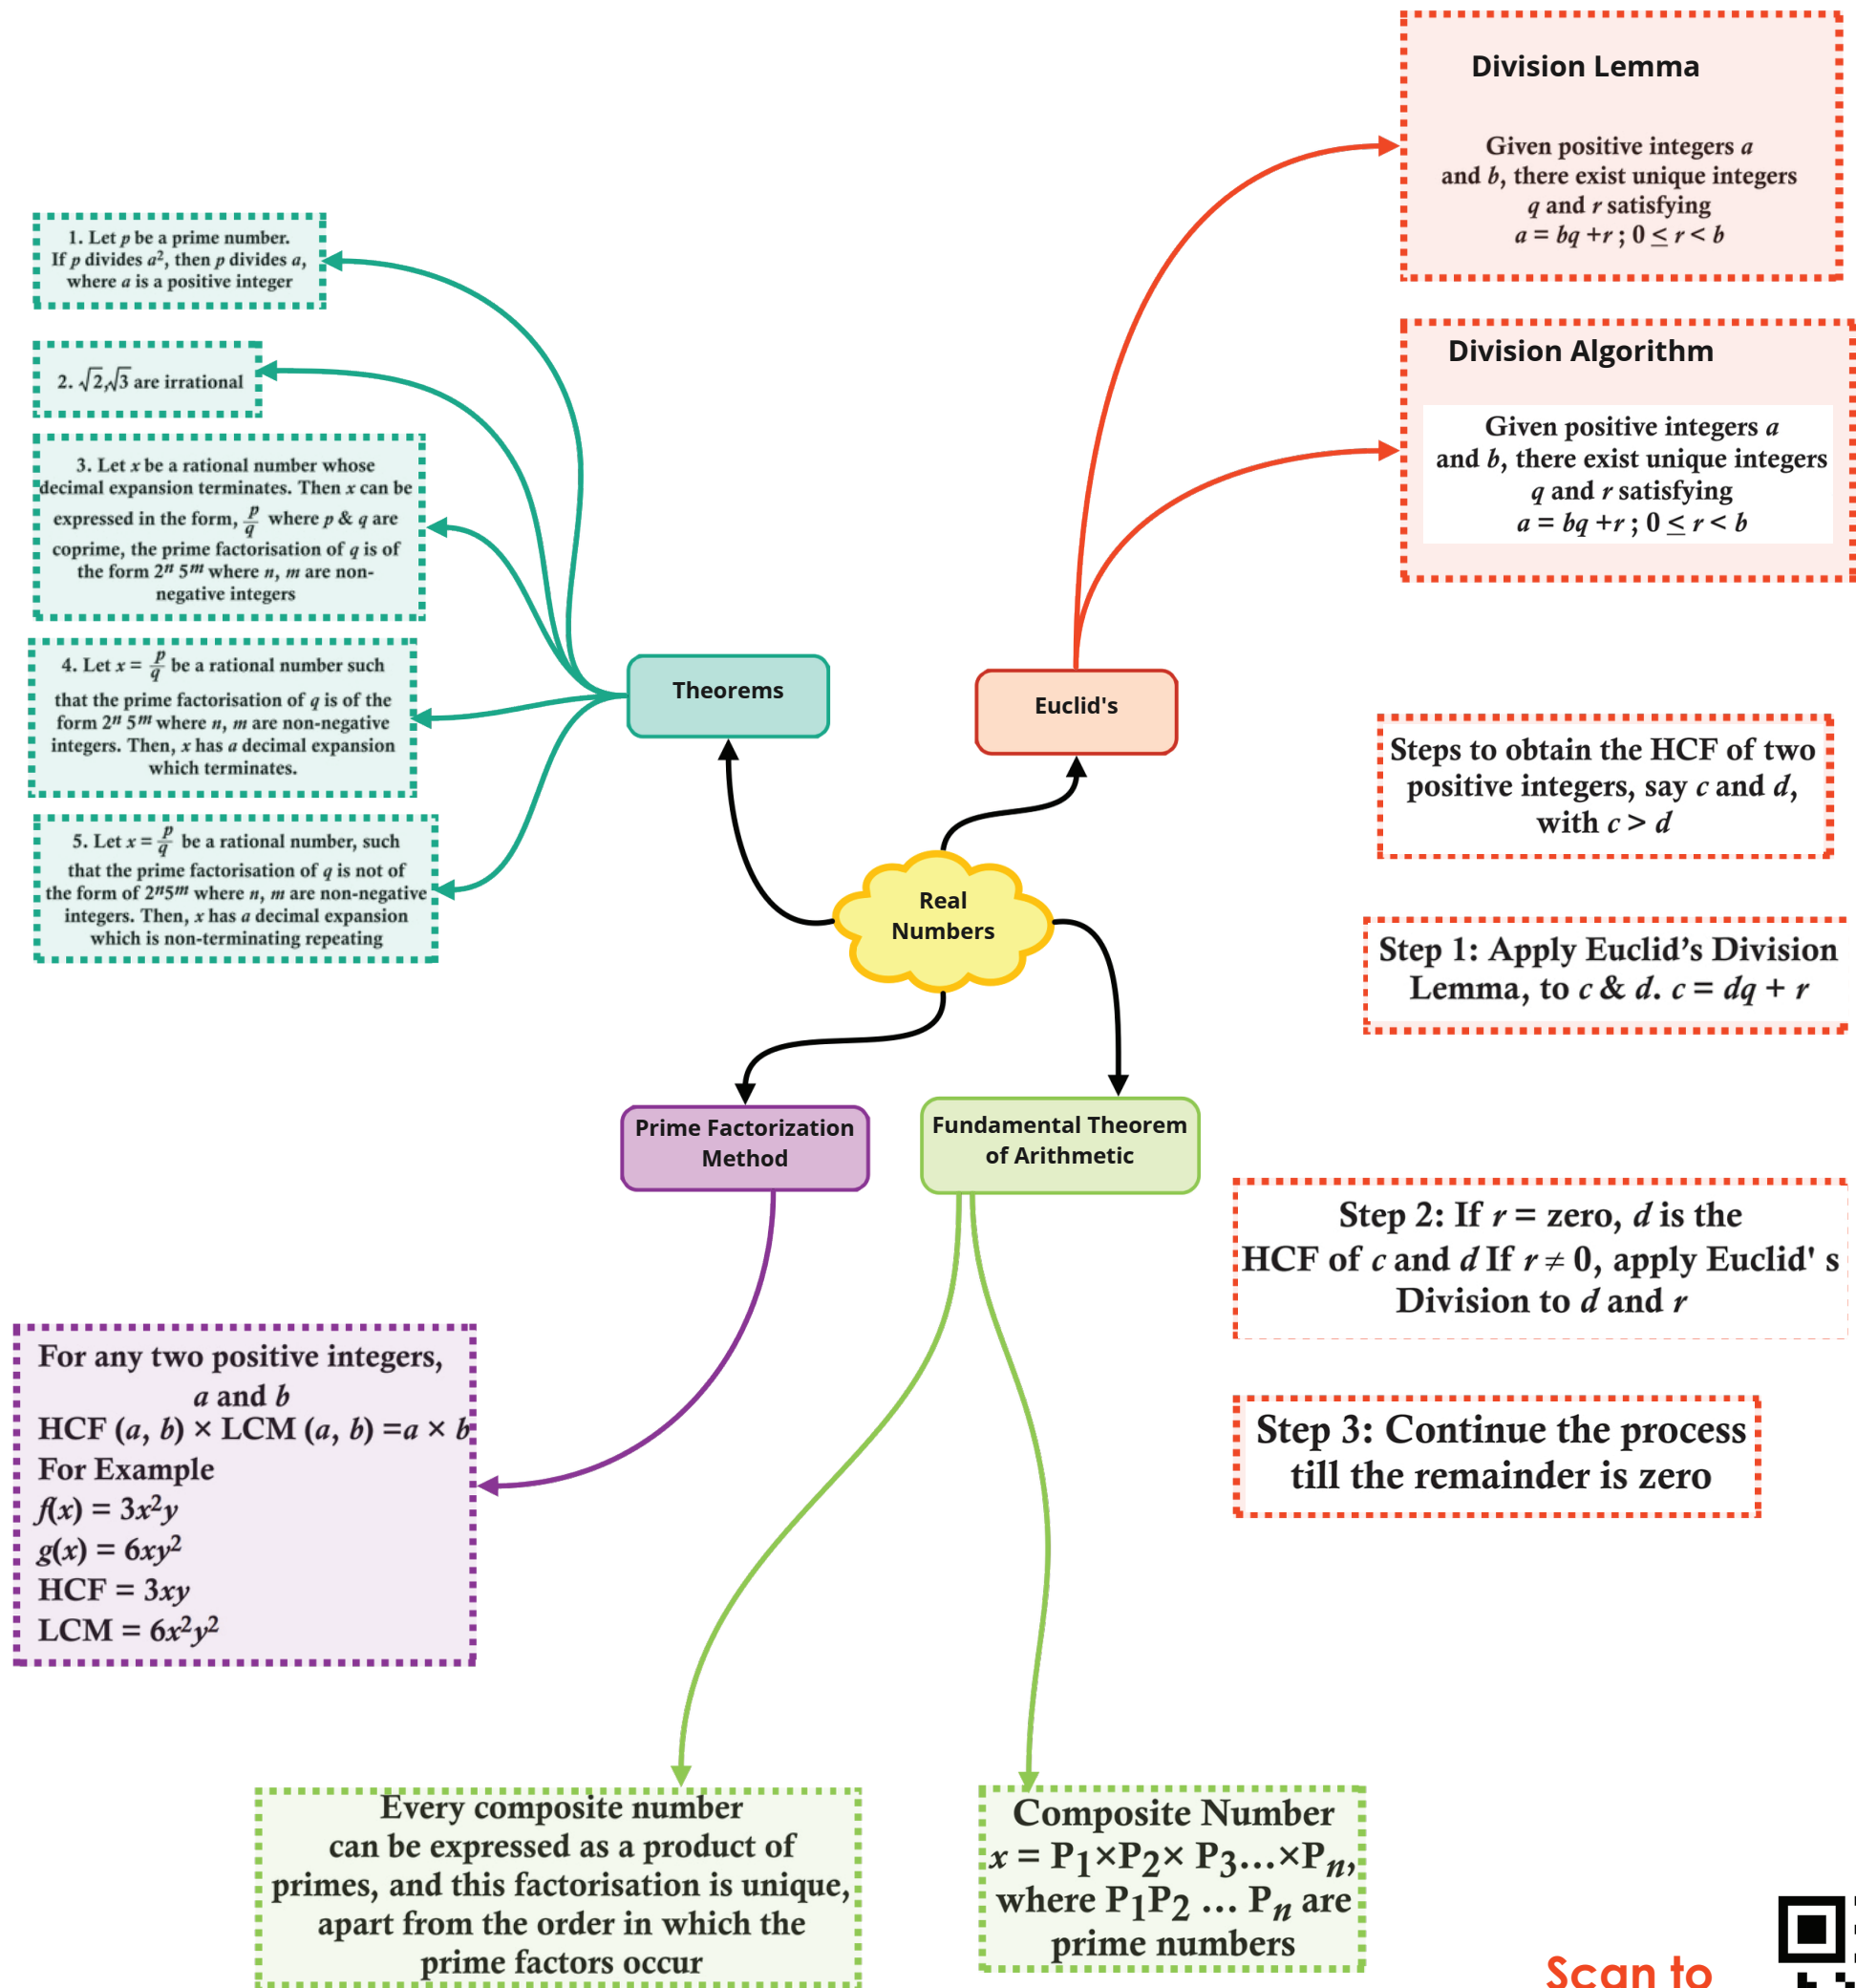 Division Lemma
Given positive integers a
and b, there exist unique integers
q and r satisfying
a = bq +r ; 0 ≤ r < b
Division Algorithm
Given positive integers a
and b, there exist unique integers
q and r satisfying
a = bq +r ; 0 ≤ r < b
1. Let p be a prime number.
If p divides a², then p divides a,
where a is a positive integer
2. √2,√3 are irrational
3. Let x be a rational number whose
decimal expansion terminates. Then x can be
expressed in the form, p/q where p & q are
coprime, the prime factorisation of q is of
the form 2ⁿ 5ᵐ where n, m are non-
negative integers
4. Let x = p/q be a rational number such
that the prime factorisation of q is of the
form 2ⁿ 5ᵐ where n, m are non-negative
integers. Then, x has a decimal expansion
which terminates.
5. Let x = p/q be a rational number, such
that the prime factorisation of q is not of
the form of 2ⁿ5ᵐ where n, m are non-negative
integers. Then, x has a decimal expansion
which is non-terminating repeating
Theorems
Euclid's
Real
Numbers
Steps to obtain the HCF of two
positive integers, say c and d,
with c > d
Step 1: Apply Euclid’s Division
Lemma, to c & d. c = dq + r
Step 2: If r = zero, d is the
HCF of c and d If r ≠ 0, apply Euclid' s
Division to d and r
Step 3: Continue the process
till the remainder is zero
Prime Factorization
Method
Fundamental Theorem
of Arithmetic
For any two positive integers,
a and b
HCF (a, b) × LCM (a, b) =a × b
For Example
f(x) = 3x²y
g(x) = 6xy²
HCF = 3xy
LCM = 6x²y²
Every composite number
can be expressed as a product of
primes, and this factorisation is unique,
apart from the order in which the
prime factors occur
Composite Number
x = P₁×P₂× P₃...×Pₙ,
where P₁P₂ ... Pₙ are
prime numbers
Scan to